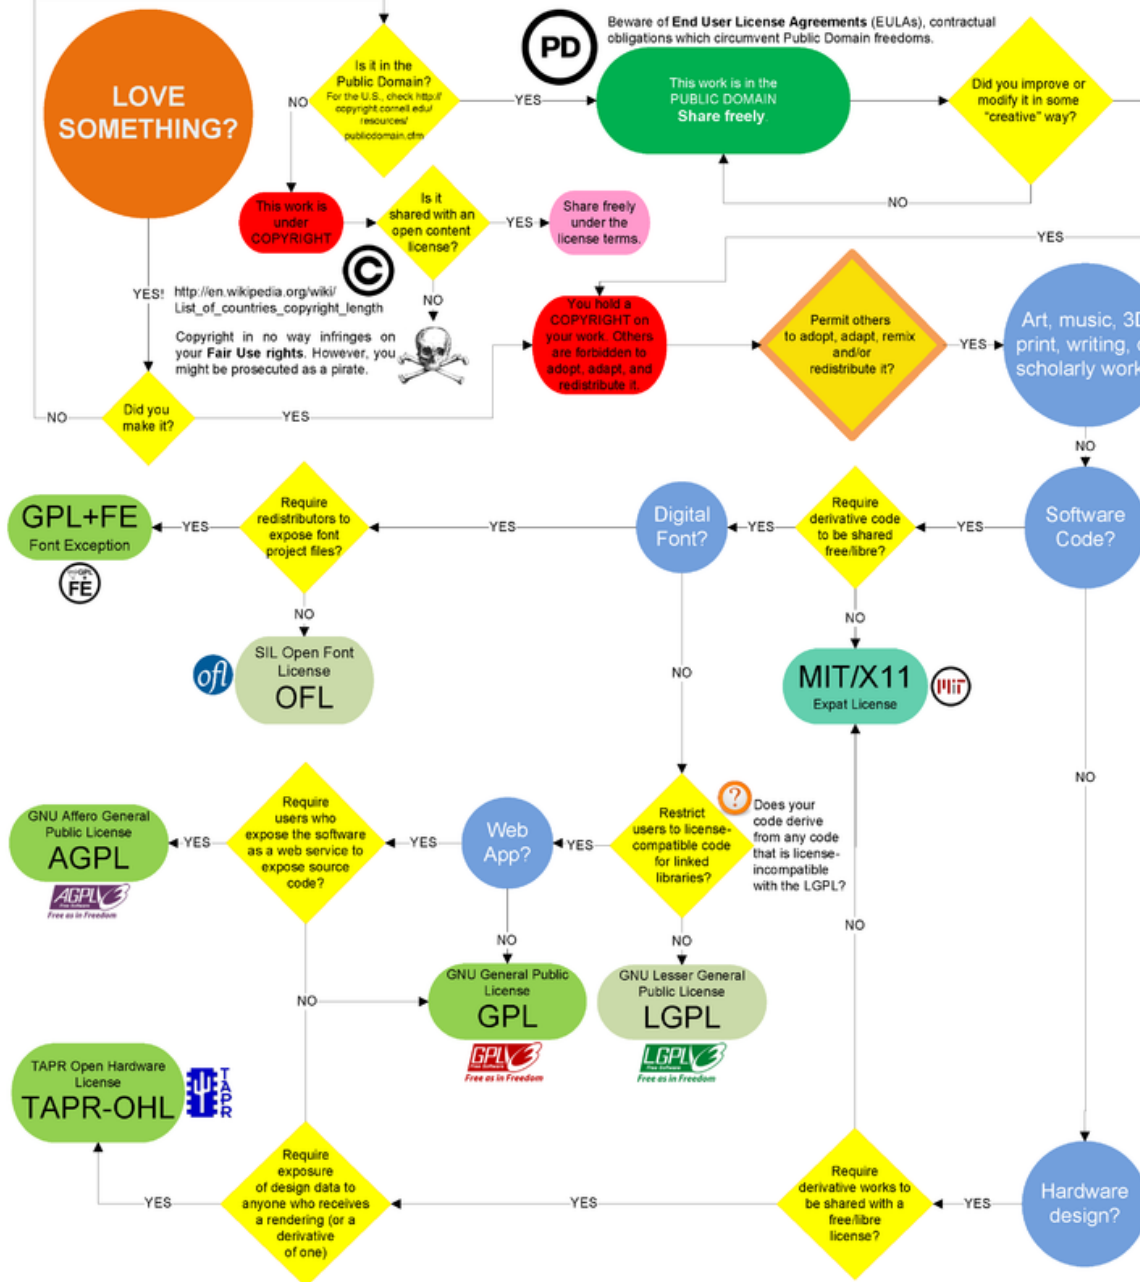 LOVE
SOMETHING?
Is it in the
Public Domain?
For the U.S., check http://
copyright.cornell.edu/
resources/
publicdomain.cfm
NO
YES
PD
Beware of End User License Agreements (EULAs), contractual
obligations which circumvent Public Domain freedoms.
This work is in the
PUBLIC DOMAIN
Share freely.
Did you improve or
modify it in some
"creative" way?
NO
YES
This work is
under
COPYRIGHT
Is it
shared with an
open content
license?
YES
Share freely
under the
license terms.
NO
C
YES!
http://en.wikipedia.org/wiki/
List_of_countries_copyright_length
Copyright in no way infringes on
your Fair Use rights. However, you
might be prosecuted as a pirate.
You hold a
COPYRIGHT on
your work. Others
are forbidden to
adopt, adapt, and
redistribute it.
Permit others
to adopt, adapt, remix
and/or
redistribute it?
YES
Art, music, 3D
print, writing,
scholarly work
NO
Did you
make it?
YES
NO
GPL+FE
Font Exception
FE
YES
Require
redistributors to
expose font
project files?
YES
Digital
Font?
YES
Require
derivative code
to be shared
free/libre?
YES
Software
Code?
NO
SIL Open Font
License
OFL
ofl
NO
NO
MIT/X11
Expat License
MIT
NO
GNU Affero General
Public License
AGPL
AGPLv3
Free Software
Free as in Freedom
YES
Require
users who
expose the software
as a web service to
expose source
code?
YES
Web
App?
YES
Restrict
users to license-
compatible code
for linked
libraries?
?
Does your
code derive
from any code
that is license-
incompatible
with the LGPL?
NO
NO
NO
NO
GNU General Public
License
GPL
GPLv3
Free Software
Free as in Freedom
GNU Lesser General
Public License
LGPL
LGPLv3
Free Software
Free as in Freedom
TAPR Open Hardware
License
TAPR-OHL
TAPR
YES
Require
exposure
of design data to
anyone who receives
a rendering (or a
derivative
of one)
YES
Require
derivative works to
be shared with a
free/libre
license?
YES
Hardware
design?